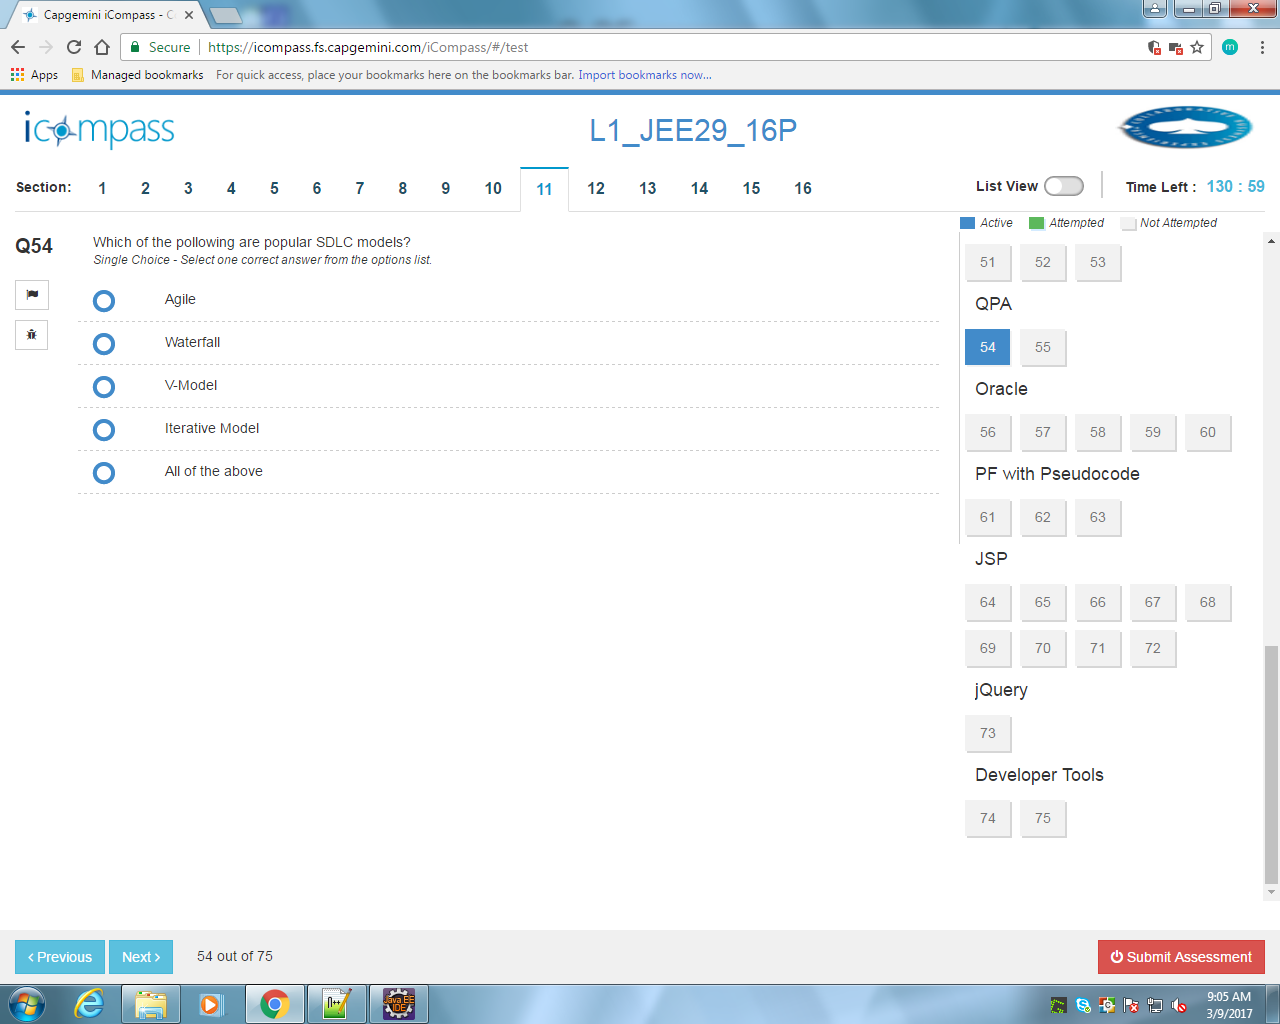 Capgemini iCompass - C
Secure
https://icompass.fs.capgemini.com/iCompass/#/test
m
Apps
Managed bookmarks
For quick access, place your bookmarks here on the bookmarks bar. Import bookmarks now...
icompass
L1_JEE29_16P
Section: 1 2 3 4 5 6 7 8 9 10 11 12 13 14 15 16
List View
Time Left : 130 : 59
Active Attempted Not Attempted
Q54
Which of the pollowing are popular SDLC models?
Single Choice - Select one correct answer from the options list.
Agile
Waterfall
V-Model
Iterative Model
All of the above
51 52 53
QPA
54 55
Oracle
56 57 58 59 60
PF with Pseudocode
61 62 63
JSP
64 65 66 67 68
69 70 71 72
jQuery
73
Developer Tools
74 75
Previous
Next
54 out of 75
Submit Assessment
Java EE
IDE
9:05 AM
3/9/2017